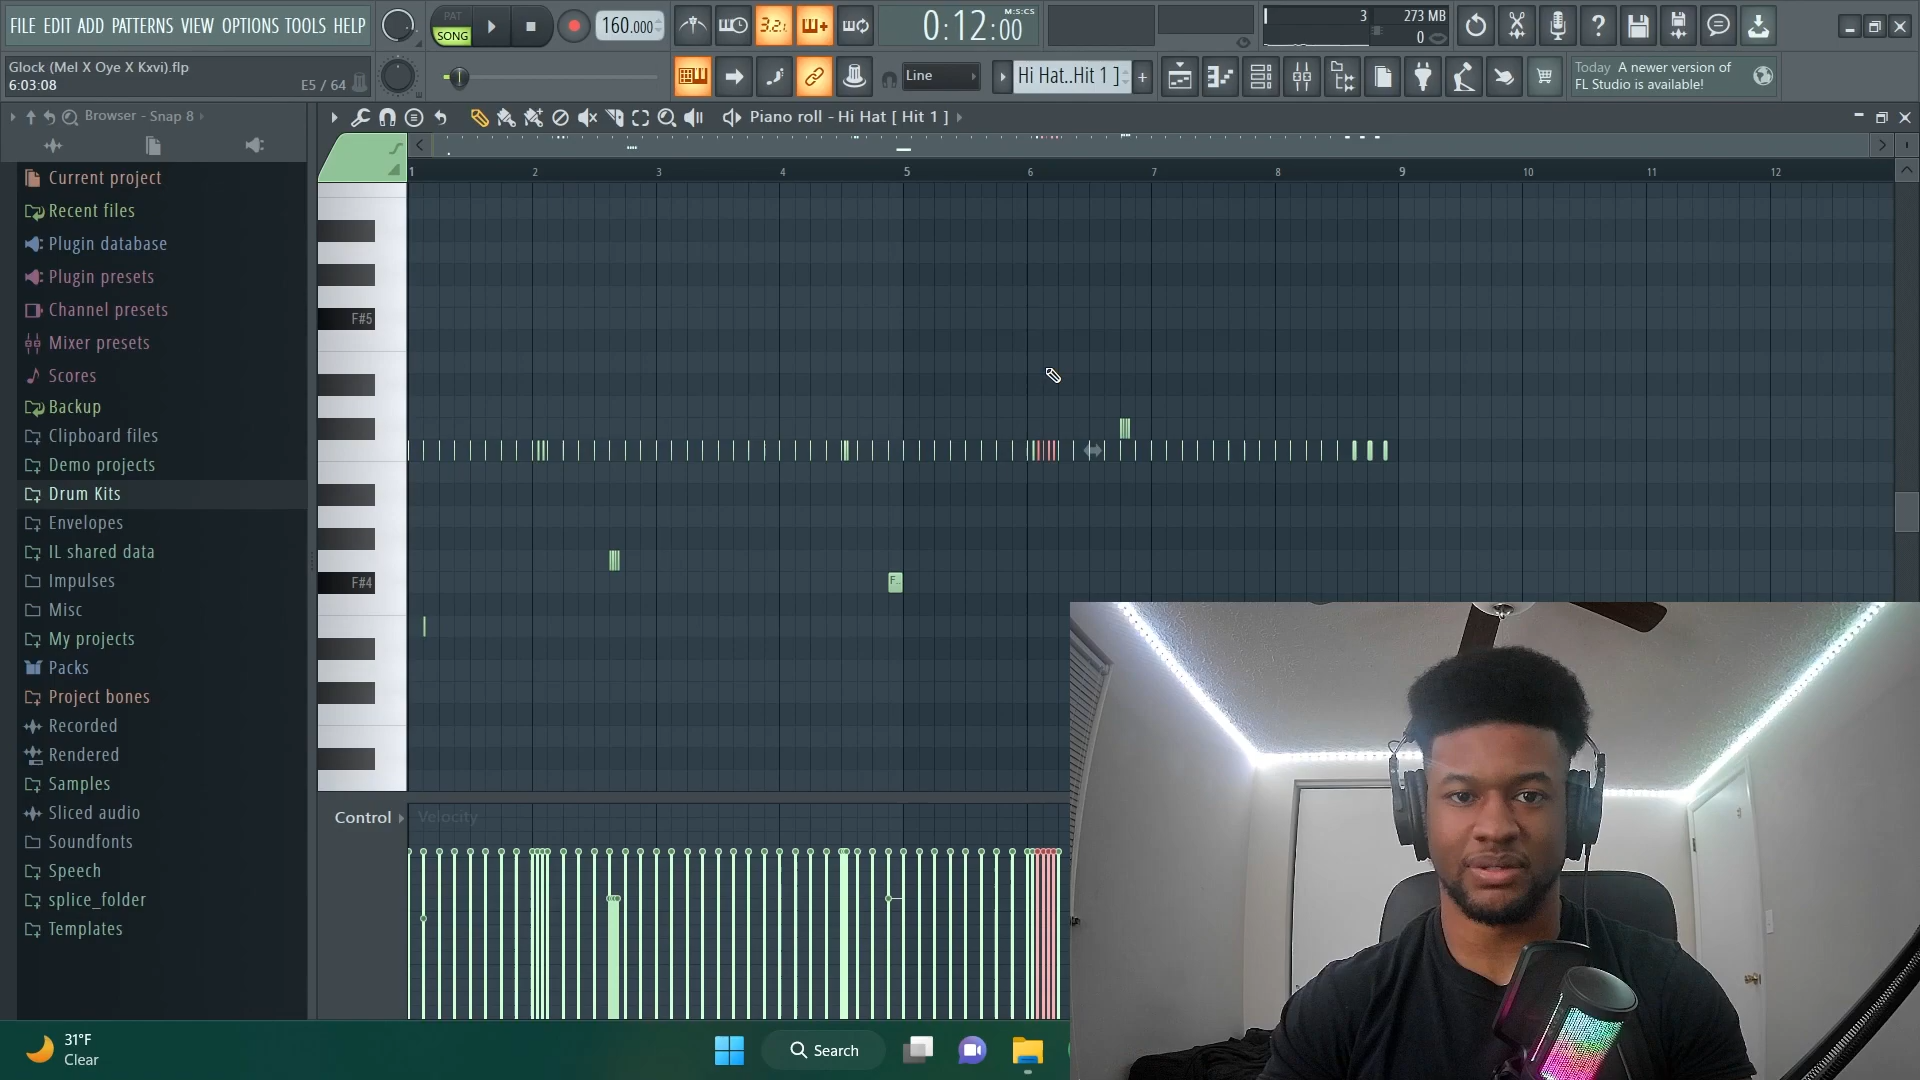 FILE EDIT ADD PATTERNS VIEW OPTIONS TOOLS HELP
PAT
SONG
160.000
3.2.
0:12:00
M:S:CS
3
273 MB
0
Glock (Mel X Oye X Kxvi).flp
6:03:08
E5 / 64
Line
Hi Hat..Hit 1 ]
Today A newer version of
FL Studio is available!
Browser - Snap 8
Piano roll - Hi Hat [ Hit 1 ]
1
2
3
4
5
6
7
8
9
10
11
12
Current project
Recent files
Plugin database
Plugin presets
Channel presets
Mixer presets
Scores
Backup
Clipboard files
Demo projects
Drum Kits
Envelopes
IL shared data
Impulses
Misc
My projects
Packs
Project bones
Recorded
Rendered
Samples
Sliced audio
Soundfonts
Speech
splice_folder
Templates
F#5
F#4
F..
Control
Velocity
31°F
Clear
Search